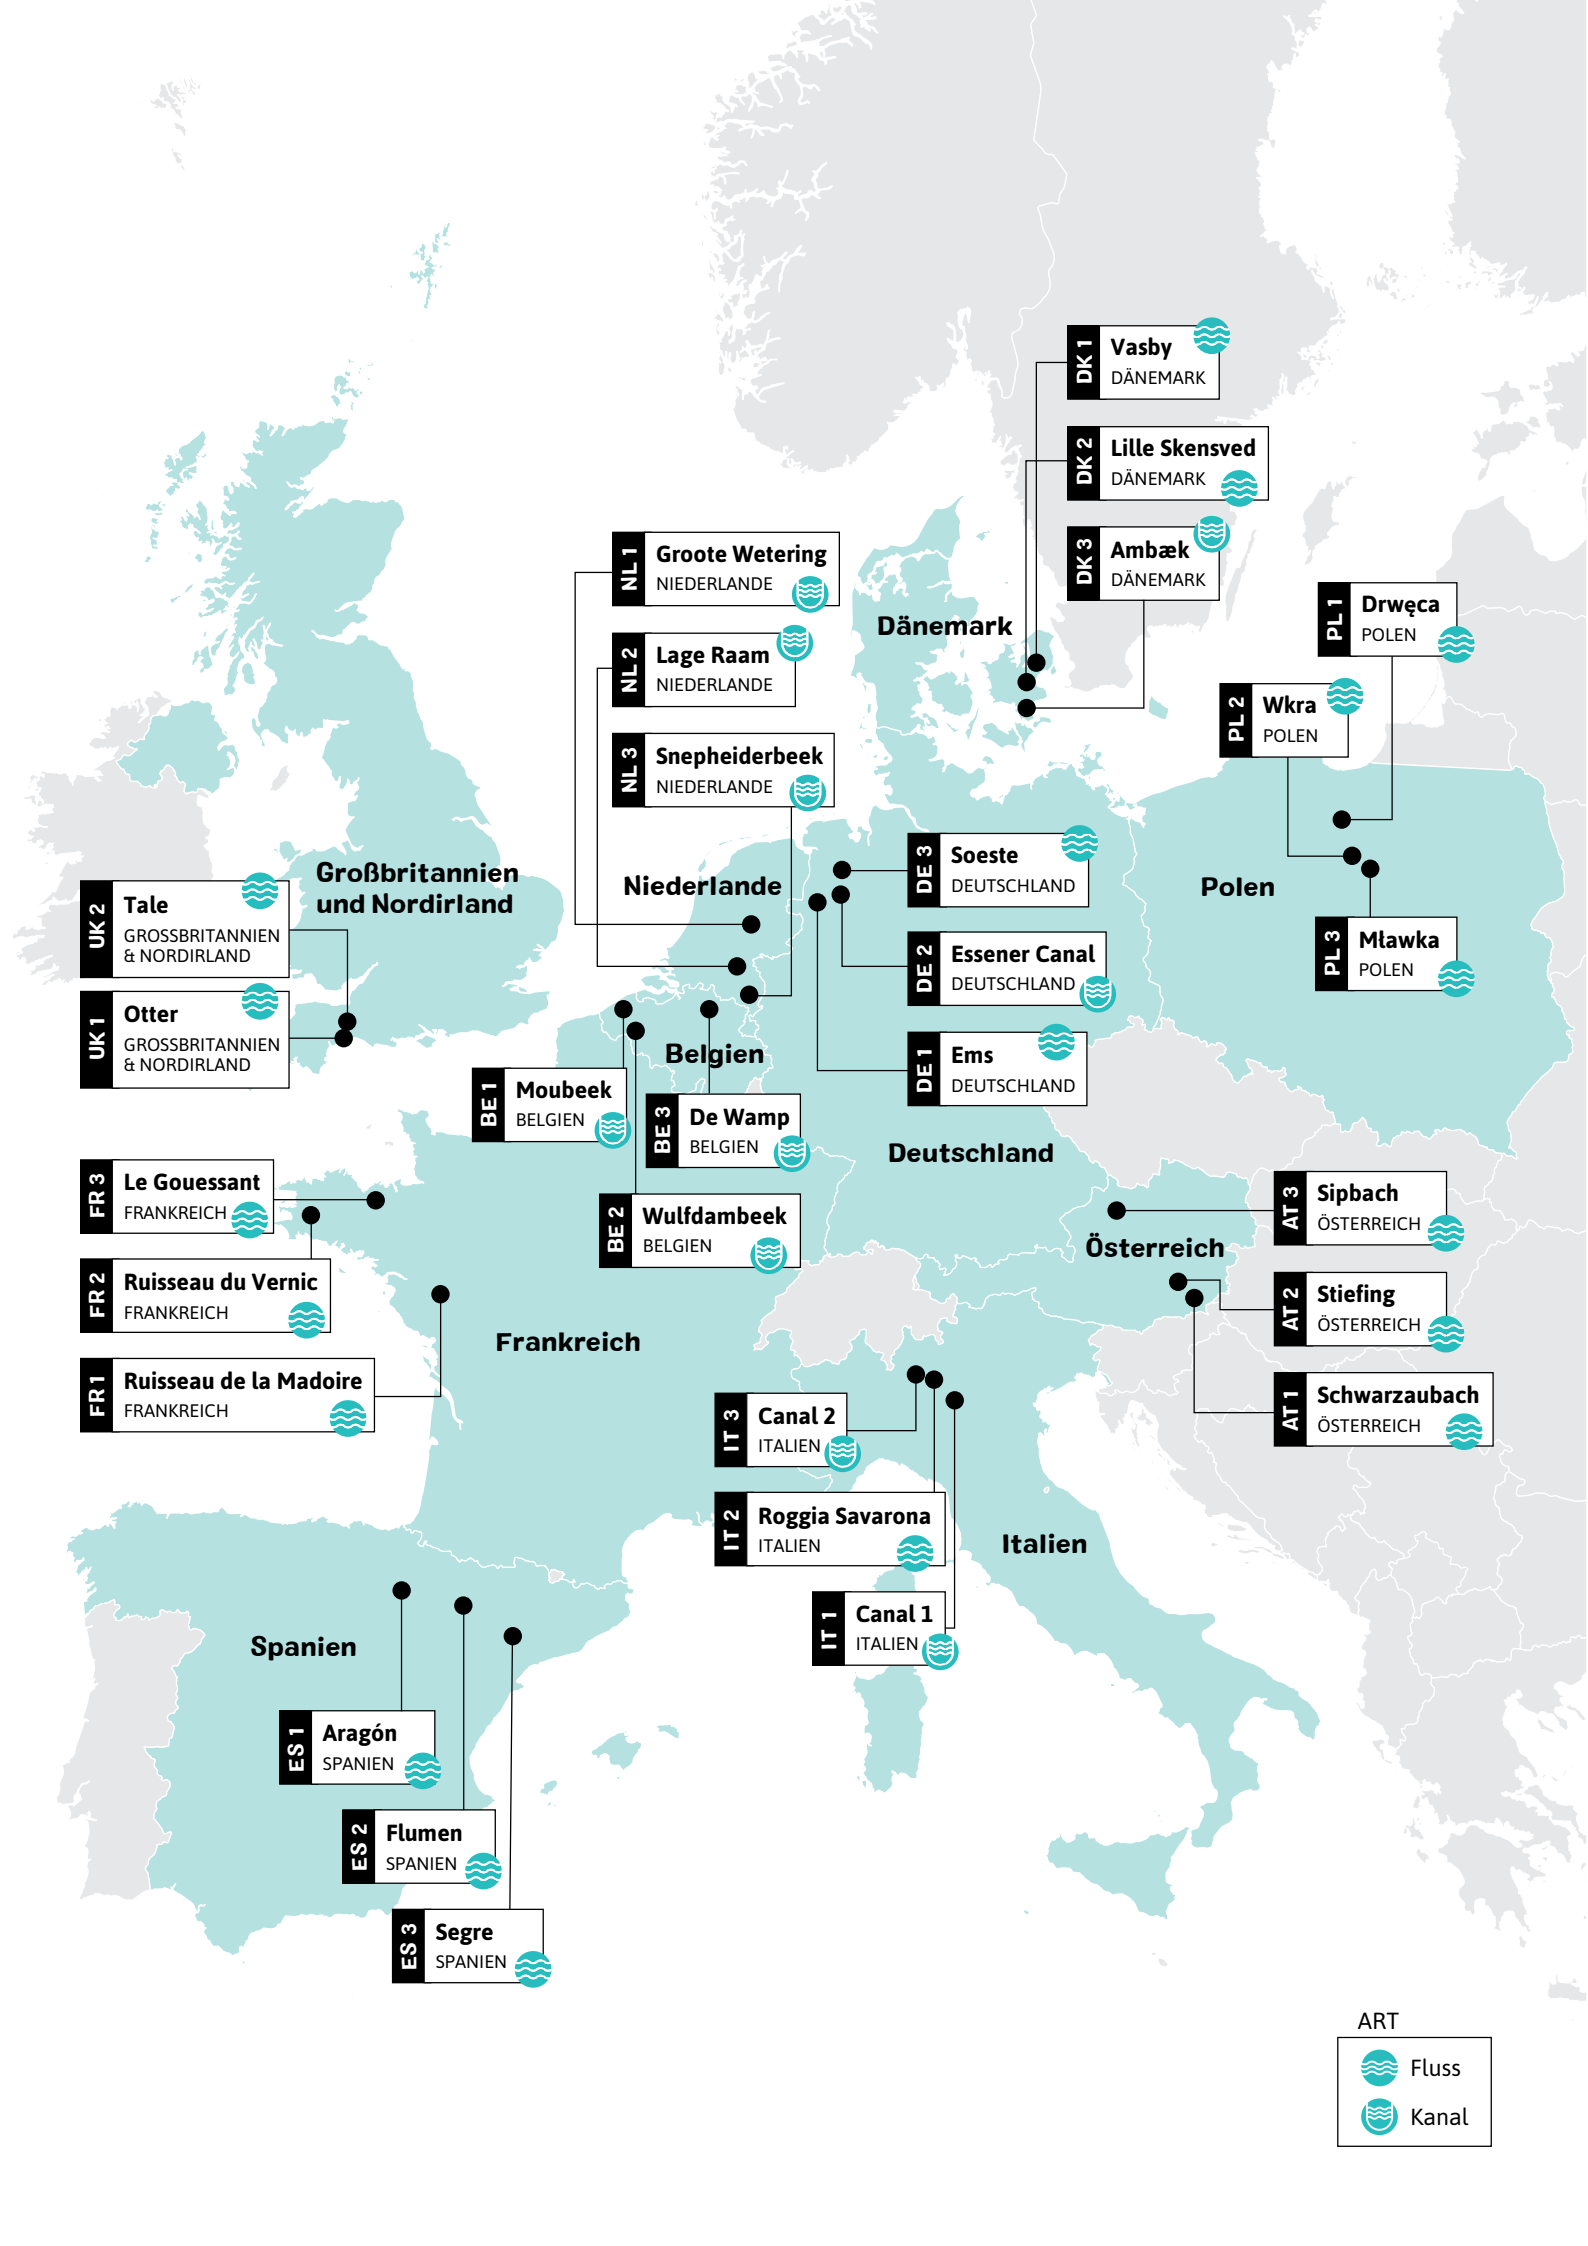 DK 1
Vasby
DÄNEMARK
DK 2
Lille Skensved
DÄNEMARK
DK 3
Ambæk
DÄNEMARK
NL 1
Groote Wetering
NIEDERLANDE
NL 2
Lage Raam
NIEDERLANDE
NL 3
Snepheiderbeek
NIEDERLANDE
Dänemark
PL 1
Drwęca
POLEN
PL 2
Wkra
POLEN
Großbritannien
und Nordirland
Niederlande
Polen
UK 2
Tale
GROSSBRITANNIEN
& NORDIRLAND
UK 1
Otter
GROSSBRITANNIEN
& NORDIRLAND
DE 3
Soeste
DEUTSCHLAND
DE 2
Essener Canal
DEUTSCHLAND
DE 1
Ems
DEUTSCHLAND
PL 3
Mławka
POLEN
Belgien
BE 1
Moubeek
BELGIEN
BE 3
De Wamp
BELGIEN
BE 2
Wulfdambeek
BELGIEN
Deutschland
FR 3
Le Gouessant
FRANKREICH
FR 2
Ruisseau du Vernic
FRANKREICH
FR 1
Ruisseau de la Madoire
FRANKREICH
Frankreich
Österreich
AT 3
Sipbach
ÖSTERREICH
AT 2
Stiefing
ÖSTERREICH
AT 1
Schwarzaubach
ÖSTERREICH
IT 3
Canal 2
ITALIEN
IT 2
Roggia Savarona
ITALIEN
IT 1
Canal 1
ITALIEN
Italien
Spanien
ES 1
Aragón
SPANIEN
ES 2
Flumen
SPANIEN
ES 3
Segre
SPANIEN
ART
Fluss
Kanal